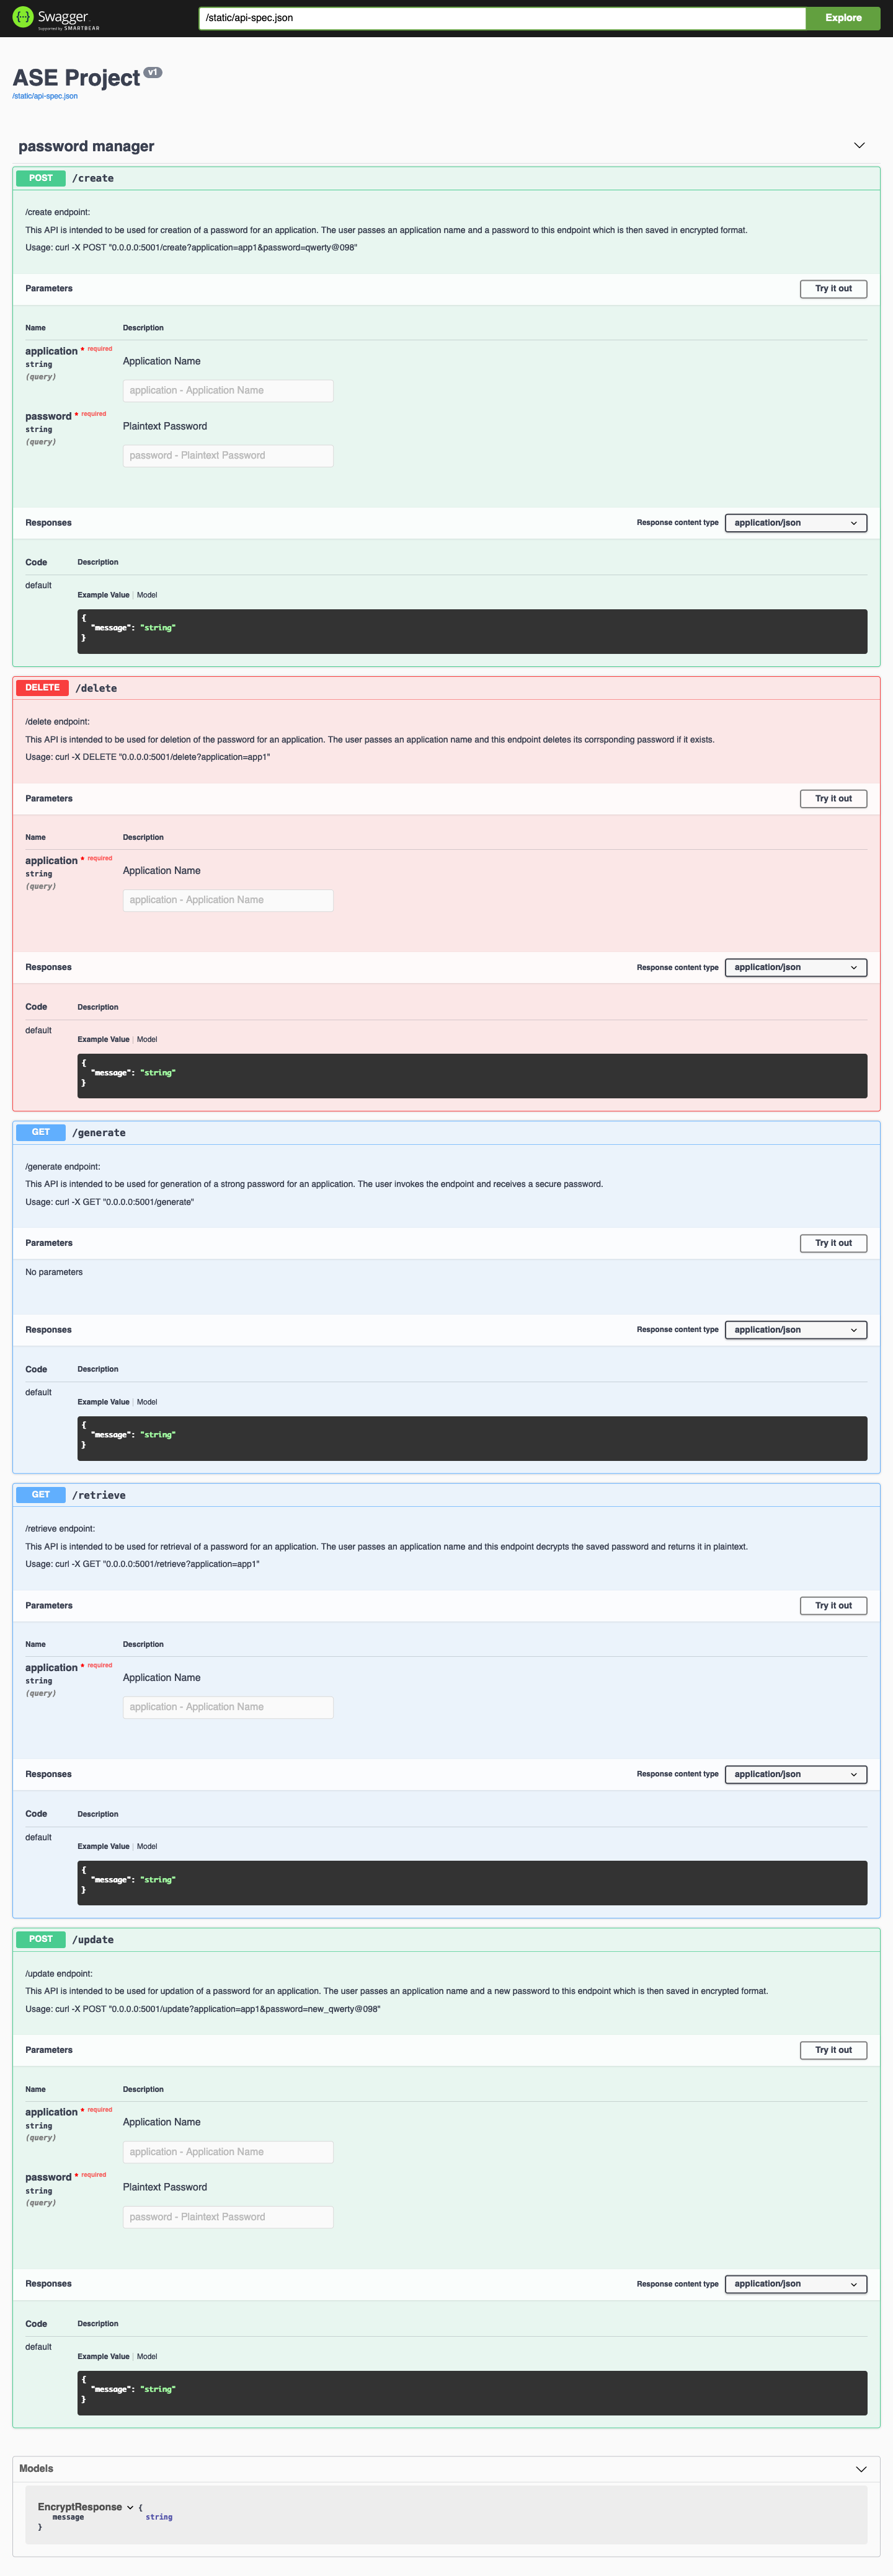 Swagger
Supported by SMARTBEAR
/static/api-spec.json
Explore
ASE Project v1
/static/api-spec.json
password manager
POST /create
/create endpoint:
This API is intended to be used for creation of a password for an application. The user passes an application name and a password to this endpoint which is then saved in encrypted format.
Usage: curl -X POST "0.0.0.0:5001/create?application=app1&password=qwerty@098"
Parameters Try it out
Name Description
application * required
string
(query)
Application Name
application - Application Name
password * required
string
(query)
Plaintext Password
password - Plaintext Password
Responses Response content type application/json
Code Description
default
Example Value Model
{
"message": "string"
}
DELETE /delete
/delete endpoint:
This API is intended to be used for deletion of the password for an application. The user passes an application name and this endpoint deletes its corrsponding password if it exists.
Usage: curl -X DELETE "0.0.0.0:5001/delete?application=app1"
Parameters Try it out
Name Description
application * required
string
(query)
Application Name
application - Application Name
Responses Response content type application/json
Code Description
default
Example Value Model
{
"message": "string"
}
GET /generate
/generate endpoint:
This API is intended to be used for generation of a strong password for an application. The user invokes the endpoint and receives a secure password.
Usage: curl -X GET "0.0.0.0:5001/generate"
Parameters Try it out
No parameters
Responses Response content type application/json
Code Description
default
Example Value Model
{
"message": "string"
}
GET /retrieve
/retrieve endpoint:
This API is intended to be used for retrieval of a password for an application. The user passes an application name and this endpoint decrypts the saved password and returns it in plaintext.
Usage: curl -X GET "0.0.0.0:5001/retrieve?application=app1"
Parameters Try it out
Name Description
application * required
string
(query)
Application Name
application - Application Name
Responses Response content type application/json
Code Description
default
Example Value Model
{
"message": "string"
}
POST /update
/update endpoint:
This API is intended to be used for updation of a password for an application. The user passes an application name and a new password to this endpoint which is then saved in encrypted format.
Usage: curl -X POST "0.0.0.0:5001/update?application=app1&password=new_qwerty@098"
Parameters Try it out
Name Description
application * required
string
(query)
Application Name
application - Application Name
password * required
string
(query)
Plaintext Password
password - Plaintext Password
Responses Response content type application/json
Code Description
default
Example Value Model
{
"message": "string"
}
Models
EncryptResponse {
message string
}